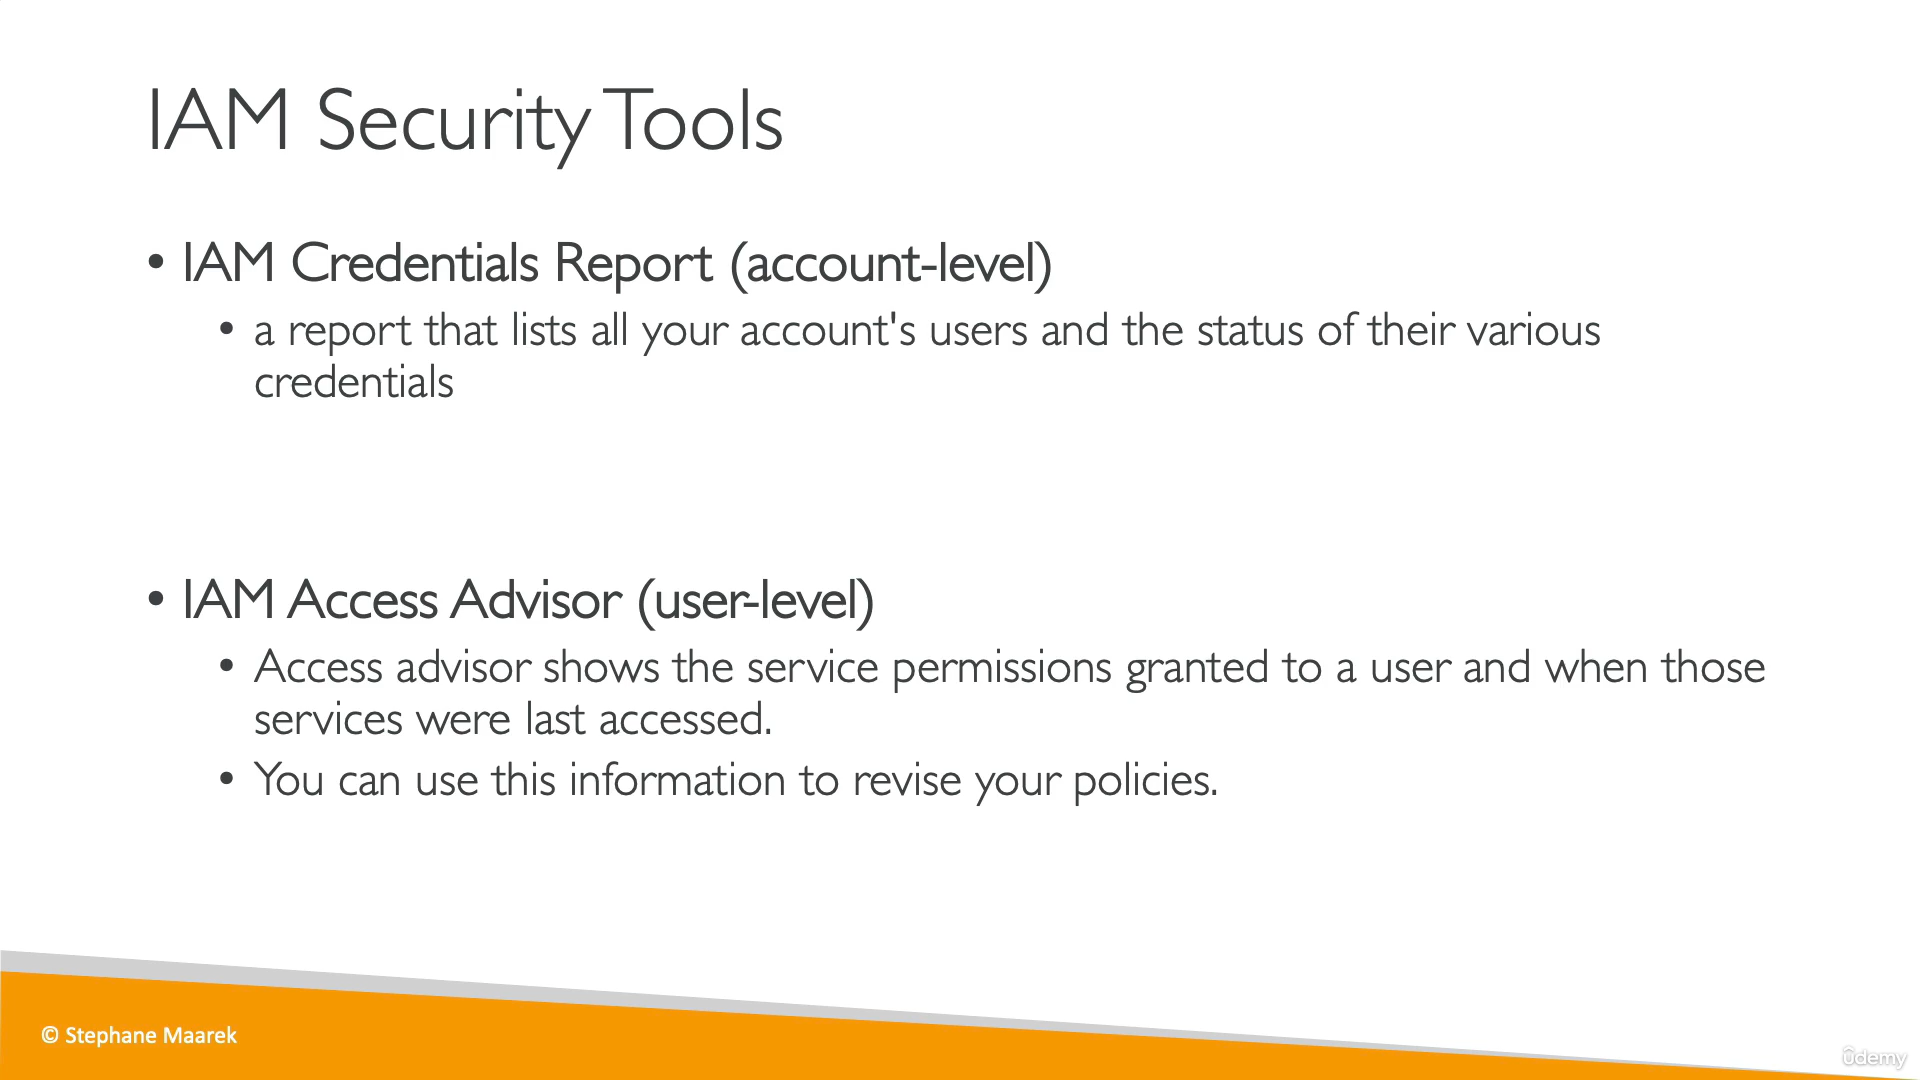 IAM Security Tools
• IAM Credentials Report (account-level)
• a report that lists all your account's users and the status of their various
credentials
• IAM Access Advisor (user-level)
• Access advisor shows the service permissions granted to a user and when those
services were last accessed.
• You can use this information to revise your policies.
© Stephane Maarek
ûdemy